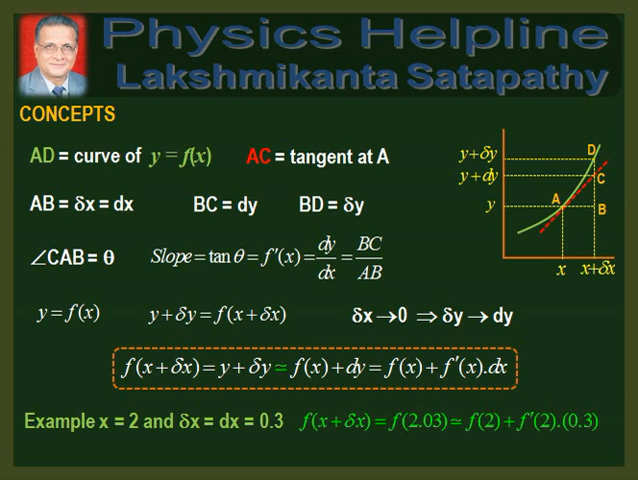 Physics Helpline
Lakshmikanta Satapathy
CONCEPTS
AD = curve of y = f(x) AC = tangent at A
AB = δx = dx BC = dy BD = δy
∠CAB = θ Slope = tan θ = f′(x) = dy/dx = BC/AB
y = f(x) y + δy = f(x + δx) δx → 0 ⇒ δy → dy
f(x + δx) = y + δy ≃ f(x) + dy = f(x) + f′(x).dx
Example x = 2 and δx = dx = 0.3 f(x + δx) = f(2.03) ≃ f(2) + f′(2).(0.3)
y+δy
y+dy
y
D
C
A
B
x
x+δx